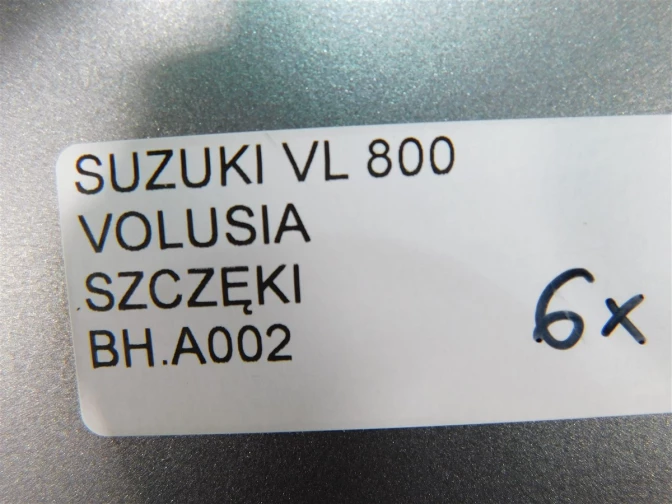 SUZUKI VL 800
VOLUSIA
SZCZĘKI
BH.A002
6x